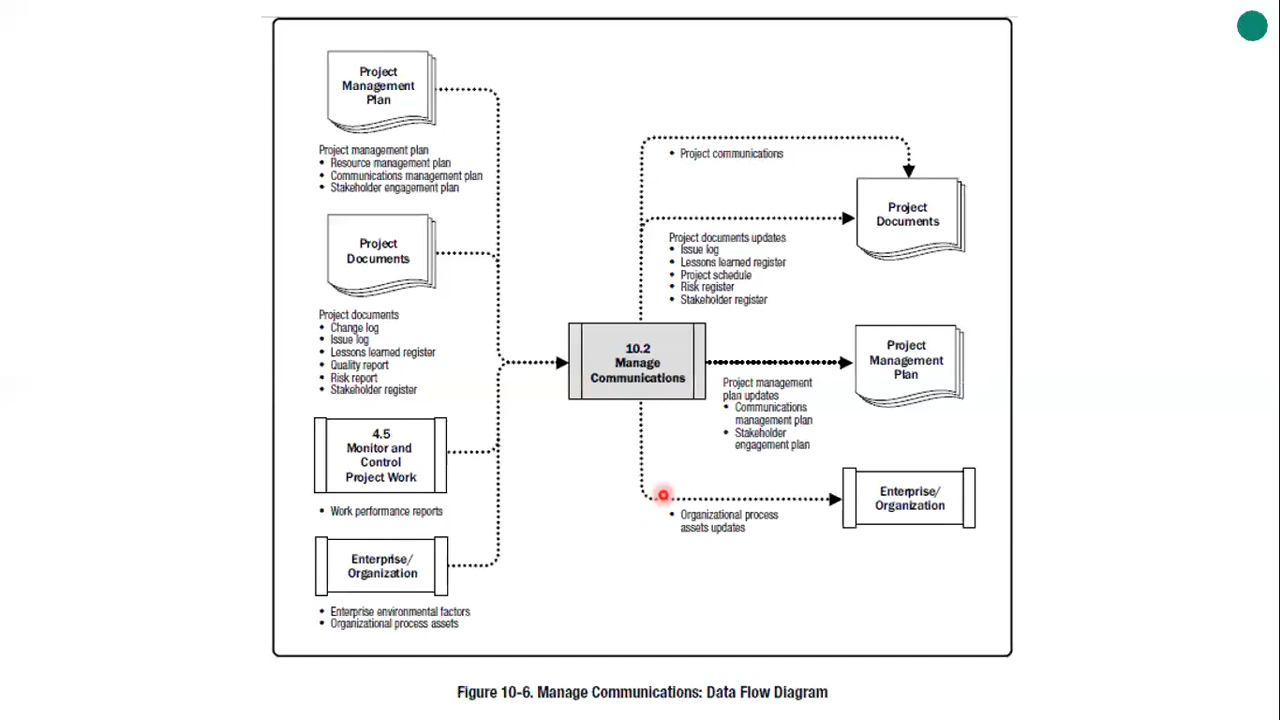 Project
Management
Plan
Project management plan
• Resource management plan
• Communications management plan
• Stakeholder engagement plan
Project
Documents
Project documents
• Change log
• Issue log
• Lessons learned register
• Quality report
• Risk report
• Stakeholder register
4.5
Monitor and
Control
Project Work
• Work performance reports
Enterprise/
Organization
• Enterprise environmental factors
• Organizational process assets
10.2
Manage
Communications
• Project communications
Project
Documents
Project documents updates
• Issue log
• Lessons learned register
• Project schedule
• Risk register
• Stakeholder register
Project
Management
Plan
Project management
plan updates
• Communications
management plan
• Stakeholder
engagement plan
Enterprise/
Organization
• Organizational process
assets updates
Figure 10-6. Manage Communications: Data Flow Diagram